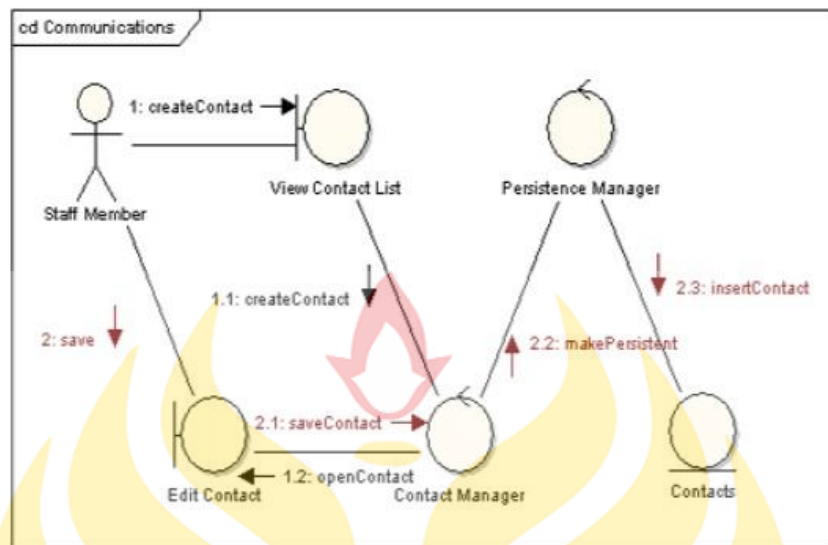 cd Communications
1: createContact
View Contact List
Persistence Manager
Staff Member
1.1: createContact
2.3: insertContact
2: save
2.2: makePersistent
2.1: saveContact
1.2: openContact
Edit Contact
Contact Manager
Contacts